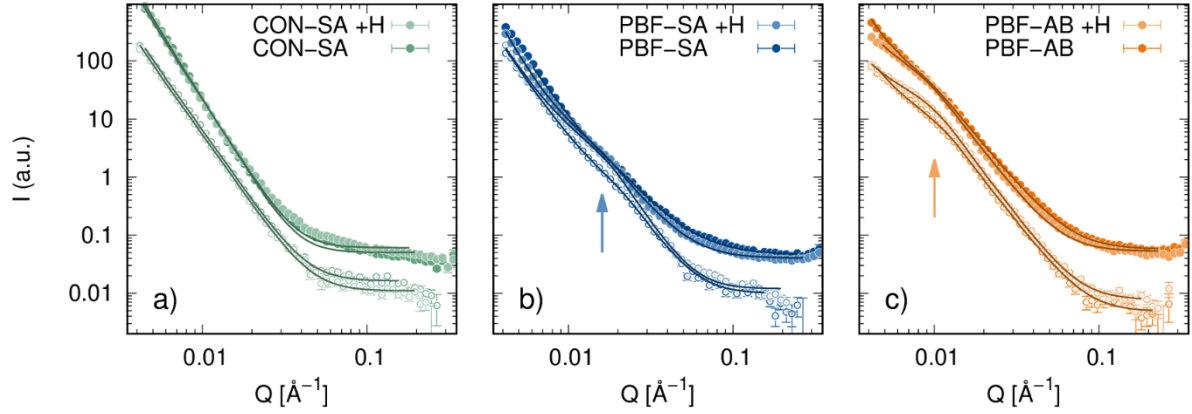 CON−SA +H
CON−SA
PBF−SA +H
PBF−SA
PBF−AB +H
PBF−AB
100
10
1
0.1
0.01
I (a.u.)
a)
b)
c)
0.01 0.1
0.01 0.1
0.01 0.1
Q [Å⁻¹]
Q [Å⁻¹]
Q [Å⁻¹]